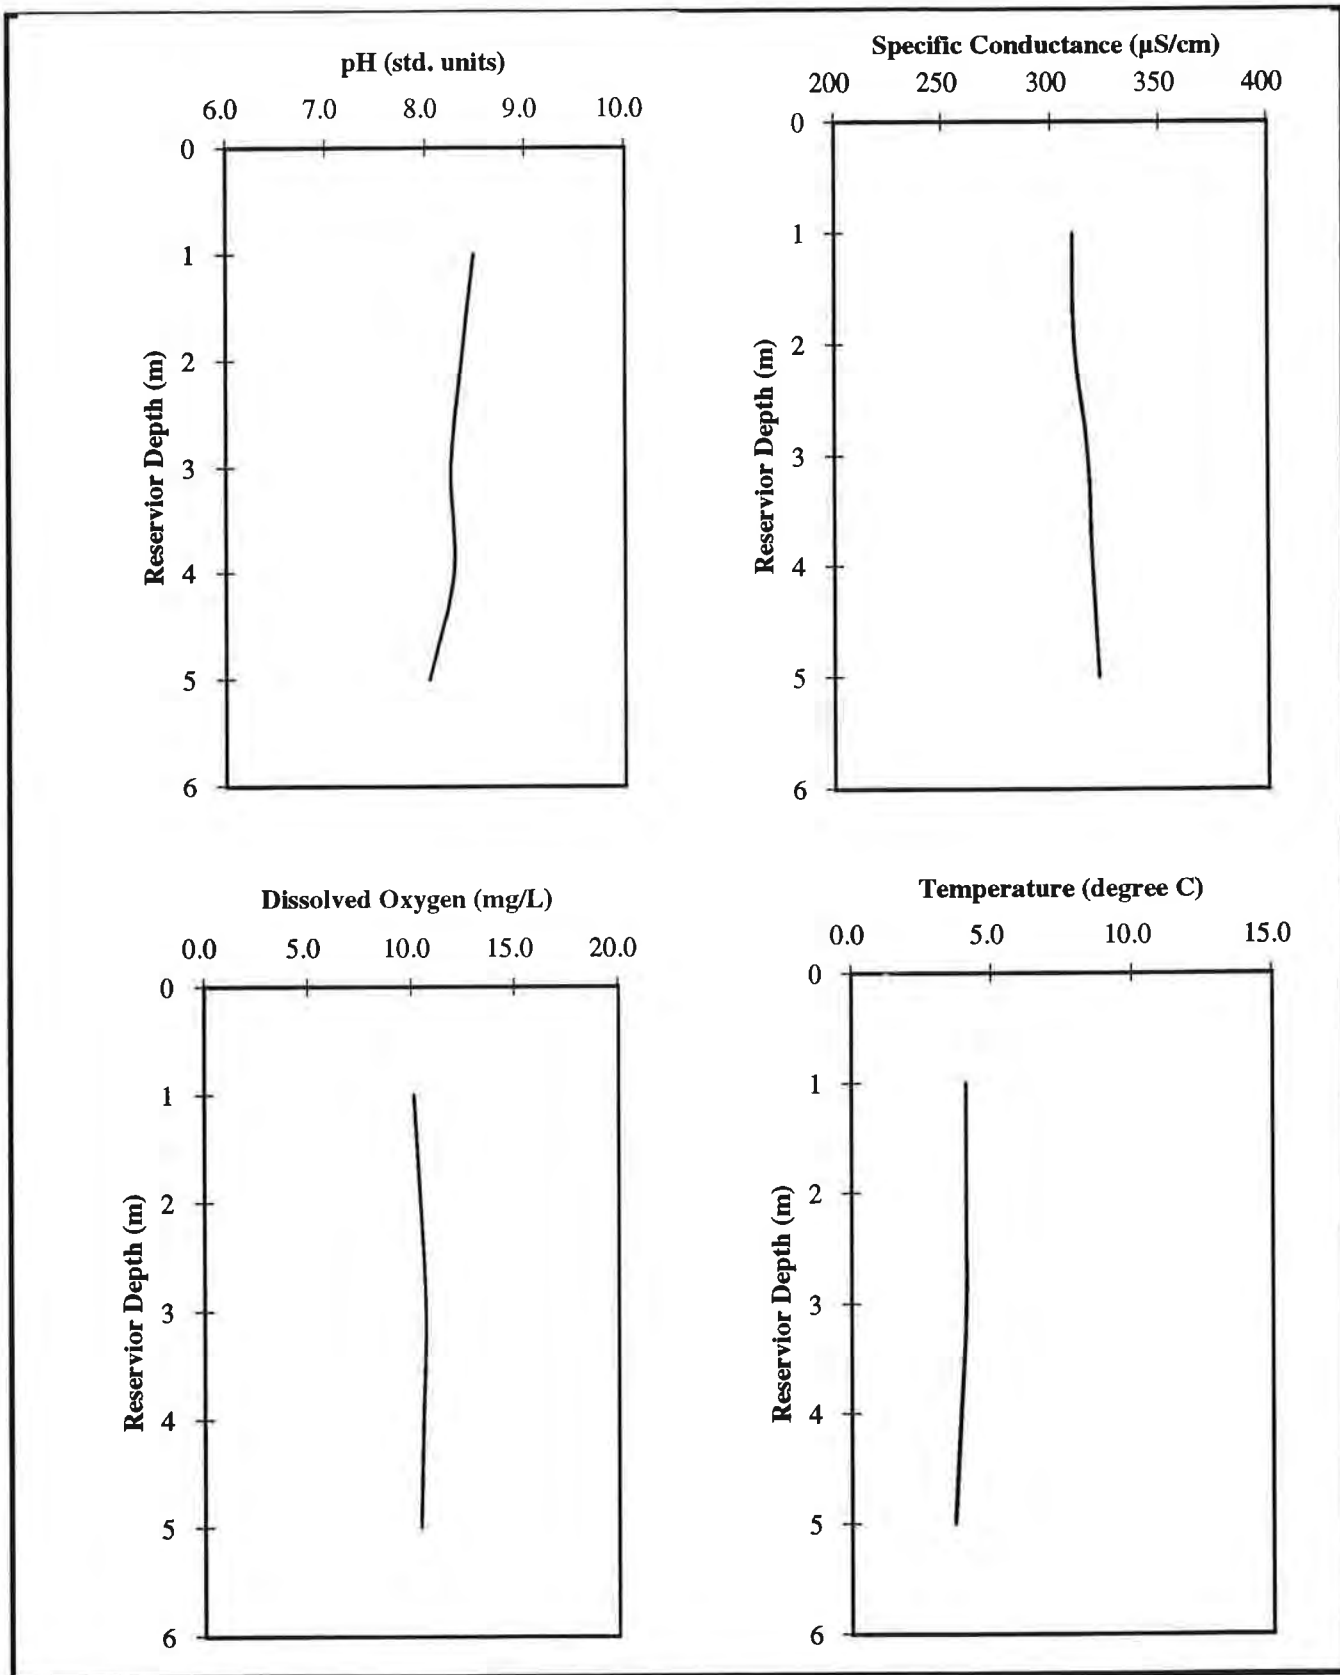 pH (std. units)
6.0 7.0 8.0 9.0 10.0
0
1
2
3
4
5
6
Reservior Depth (m)
Specific Conductance (µS/cm)
200 250 300 350 400
0
1
2
3
4
5
6
Reservior Depth (m)
Dissolved Oxygen (mg/L)
0.0 5.0 10.0 15.0 20.0
0
1
2
3
4
5
6
Reservior Depth (m)
Temperature (degree C)
0.0 5.0 10.0 15.0
0
1
2
3
4
5
6
Reservior Depth (m)